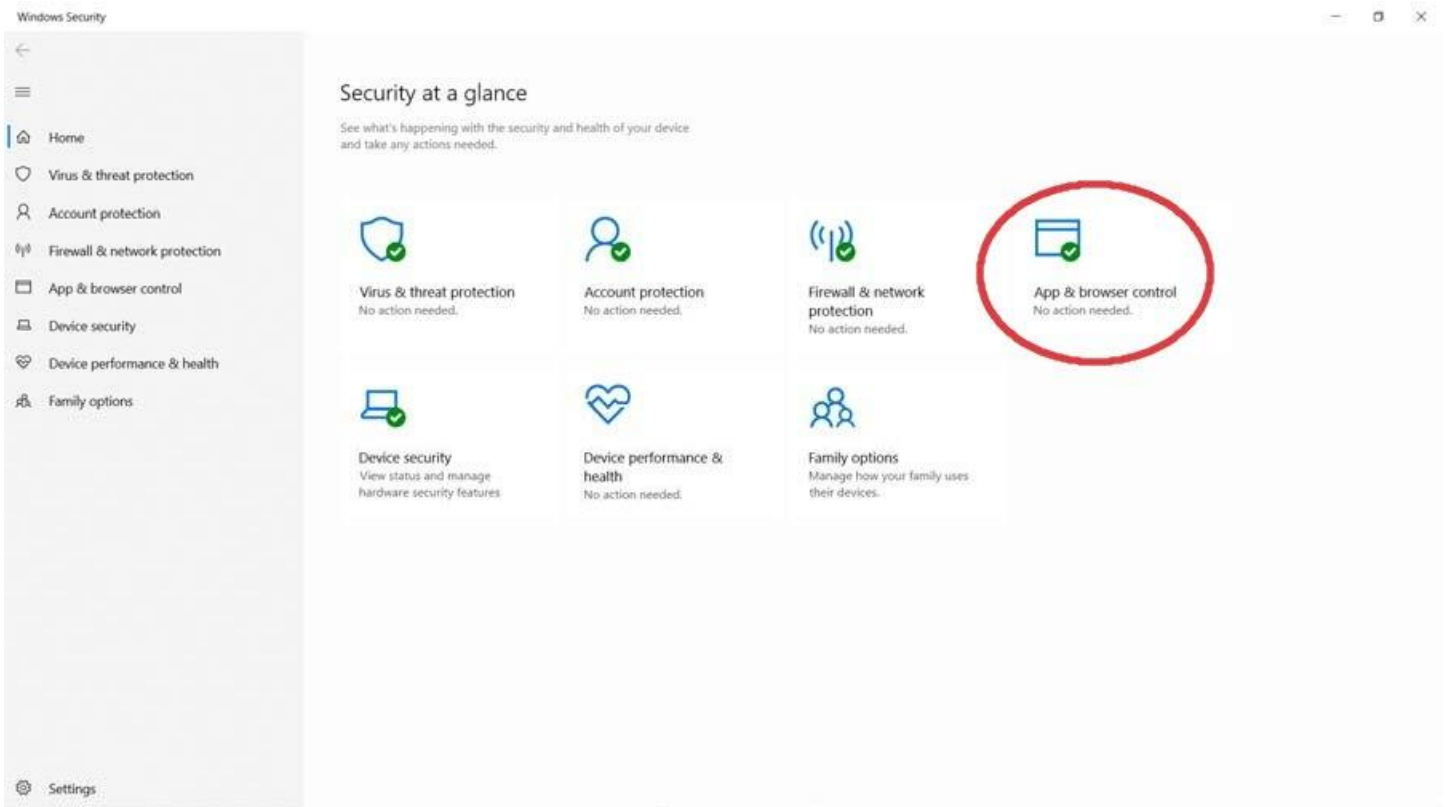 Windows Security
Home
Virus & threat protection
Account protection
Firewall & network protection
App & browser control
Device security
Device performance & health
Family options
Settings
Security at a glance
See what's happening with the security and health of your device
and take any actions needed.
Virus & threat protection
No action needed.
Account protection
No action needed.
Firewall & network
protection
No action needed.
App & browser control
No action needed.
Device security
View status and manage
hardware security features
Device performance &
health
No action needed.
Family options
Manage how your family uses
their devices.